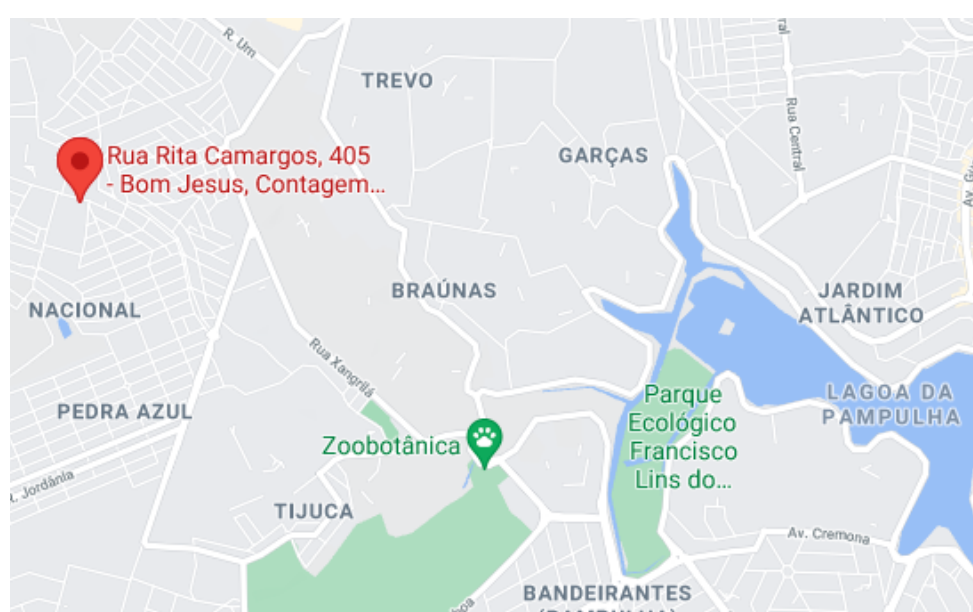 R. Um
TREVO
Rua Central
Rua Rita Camargos, 405
- Bom Jesus, Contagem...
GARÇAS
NACIONAL
BRAÚNAS
JARDIM
ATLÂNTICO
Rua Xangrilá
Parque
Ecológico
Francisco
Lins do...
LAGOA DA
PAMPULHA
PEDRA AZUL
Zoobotânica
R. Jordânia
TIJUCA
Av. Cremona
BANDEIRANTES
(PAMPULHA)